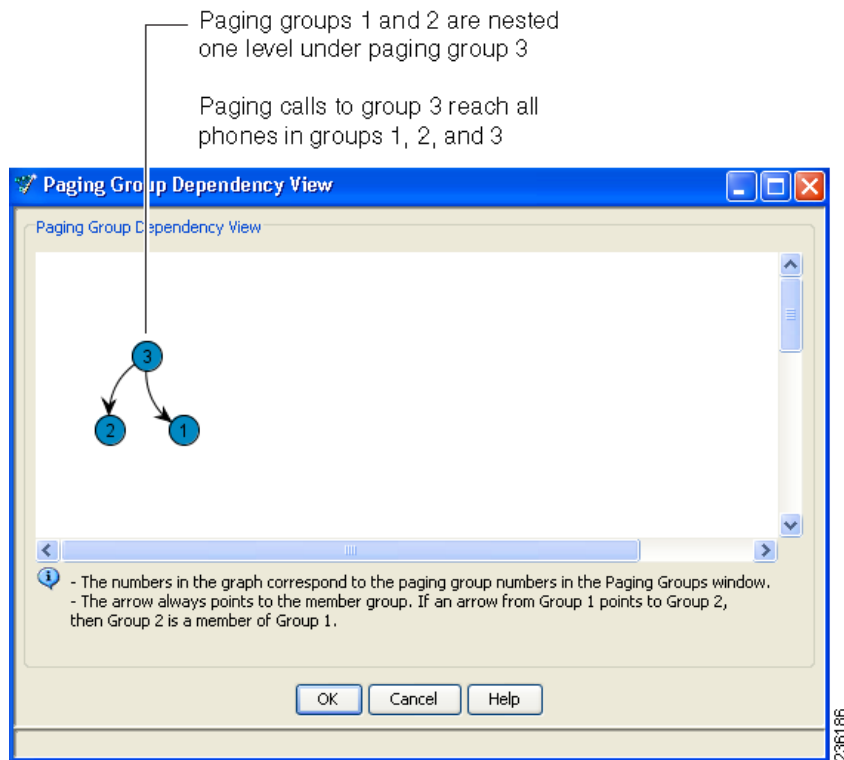 Paging groups 1 and 2 are nested
one level under paging group 3
Paging calls to group 3 reach all
phones in groups 1, 2, and 3
Paging Group Dependency View
Paging Group Dependency View
3
2
1
- The numbers in the graph correspond to the paging group numbers in the Paging Groups window.
- The arrow always points to the member group. If an arrow from Group 1 points to Group 2,
then Group 2 is a member of Group 1.
OK
Cancel
Help
236186